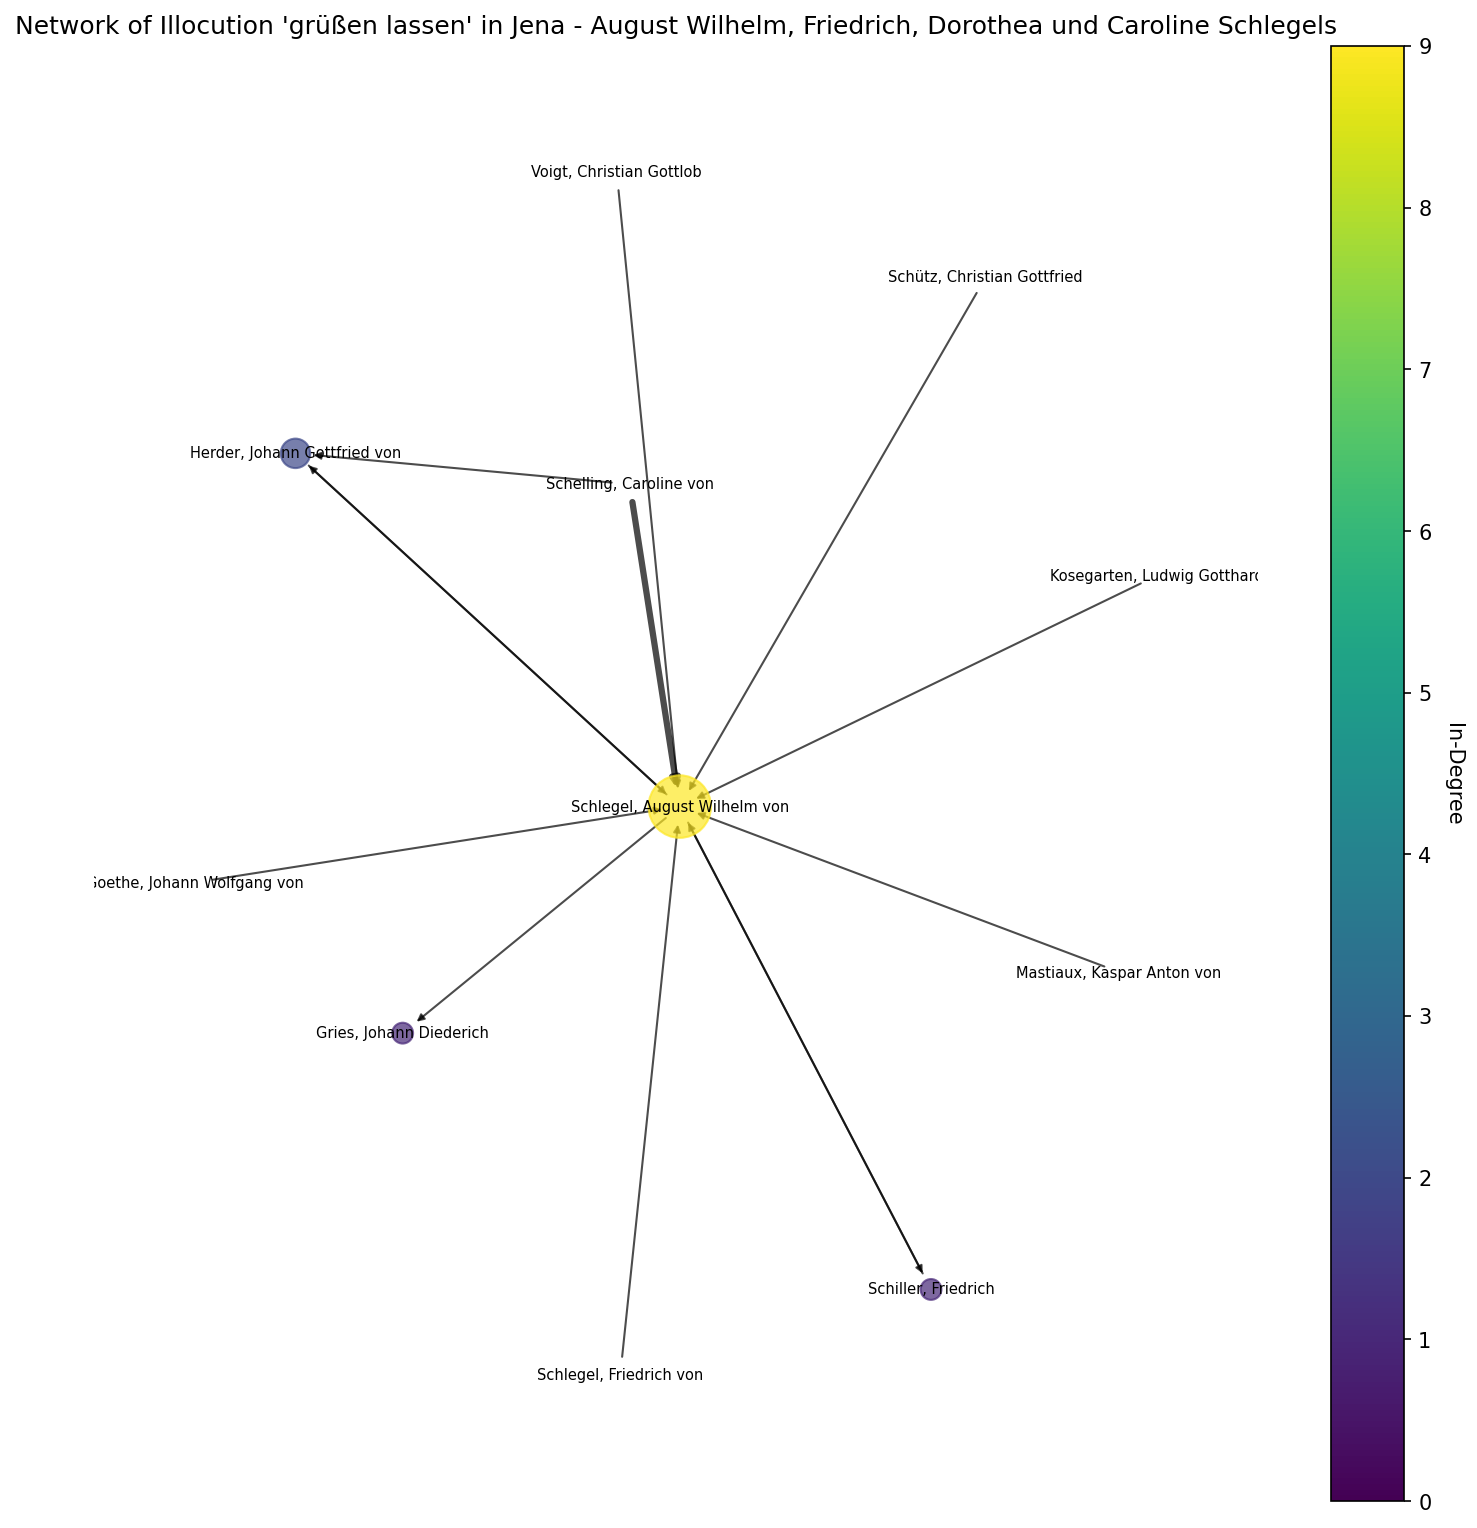 Network of Illocution 'grüßen lassen' in Jena - August Wilhelm, Friedrich, Dorothea und Caroline Schlegels
Voigt, Christian Gottlob
Schütz, Christian Gottfried
Herder, Johann Gottfried von
Schelling, Caroline von
Kosegarten, Ludwig Gotthard
Schlegel, August Wilhelm von
Goethe, Johann Wolfgang von
Mastiaux, Kaspar Anton von
Gries, Johann Diederich
Schiller, Friedrich
Schlegel, Friedrich von
9
8
7
6
5
4
3
2
1
0
In-Degree